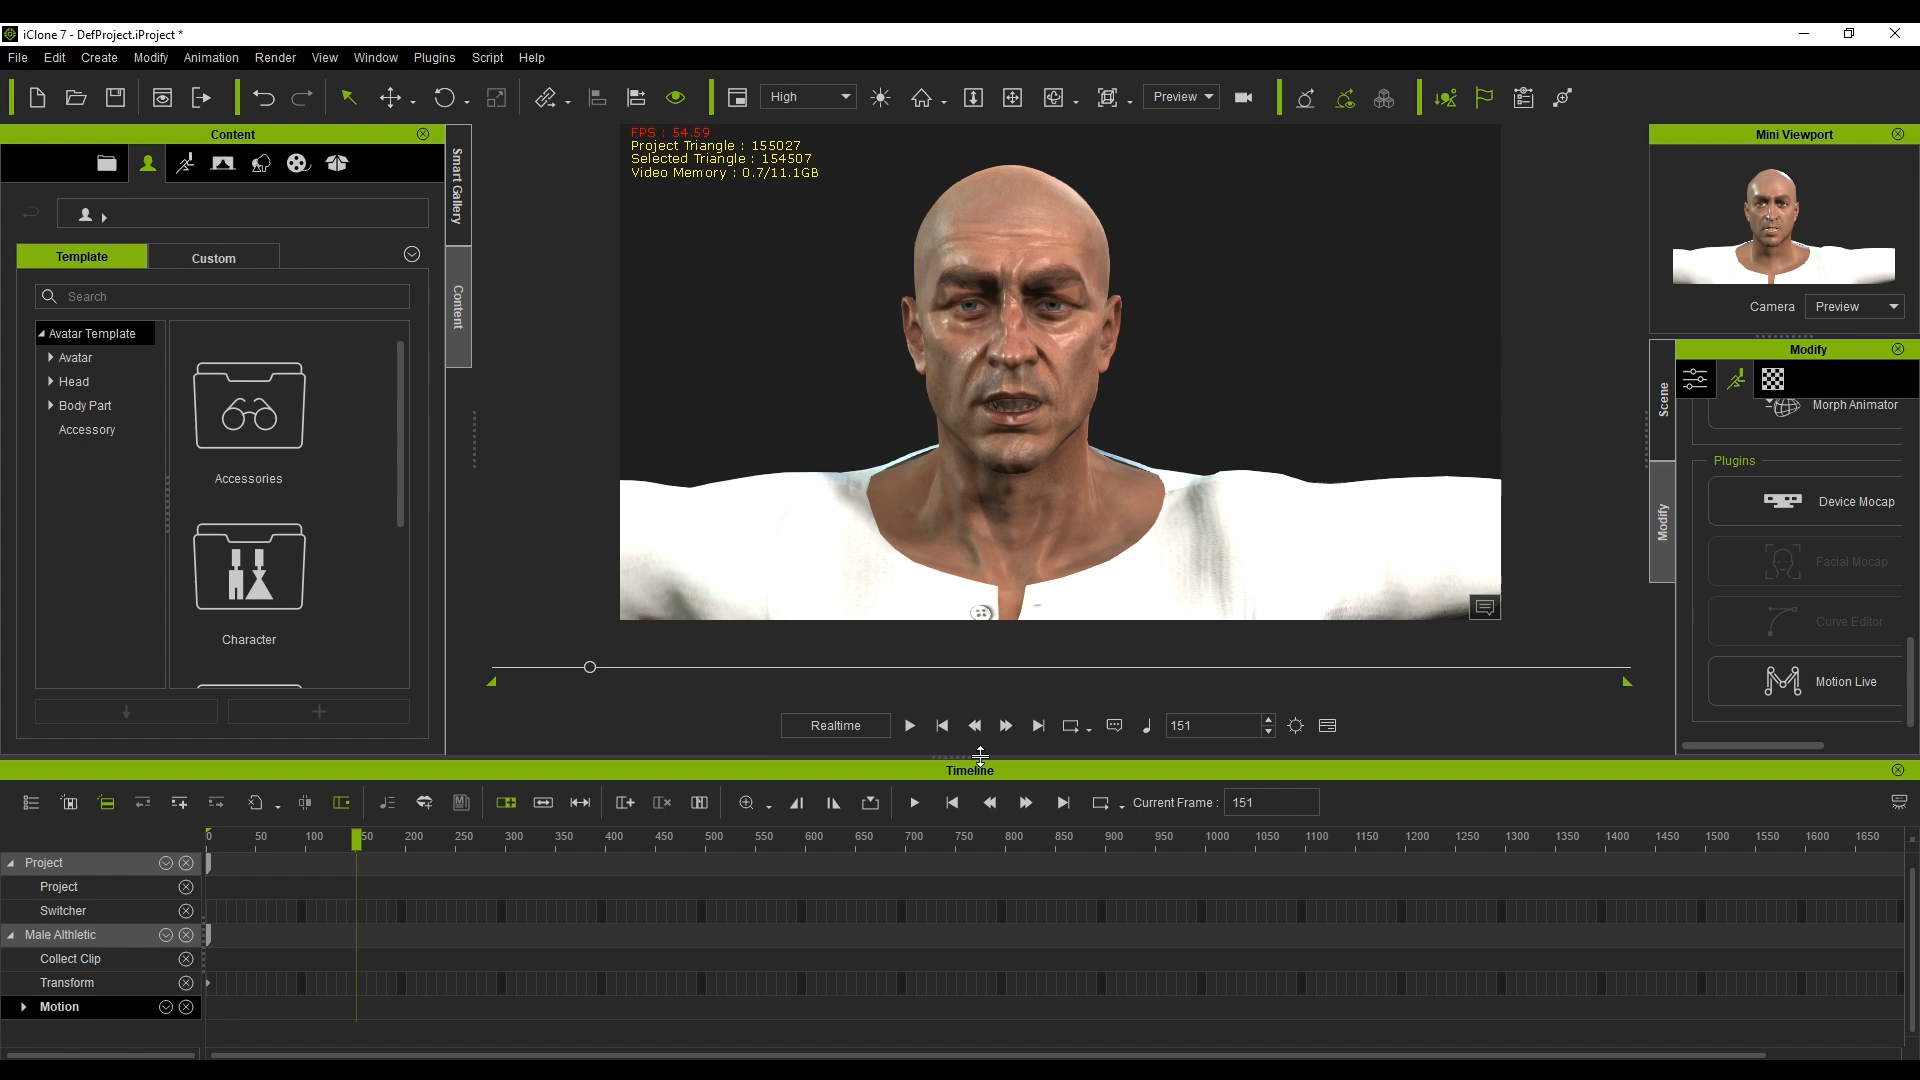 iClone 7 - DefProject.iProject *
File Edit Create Modify Animation Render View Window Plugins Script Help
High
Preview
Content
Smart Gallery
Content
Template
Custom
Search
Avatar Template
Avatar
Head
Body Part
Accessory
Accessories
Character
FPS : 54.59
Project Triangle : 155027
Selected Triangle : 154507
Video Memory : 0.7/11.1GB
Mini Viewport
Camera Preview
Modify
Scene
Modify
Morph Animator
Plugins
Device Mocap
Facial Mocap
Curve Editor
Motion Live
Realtime
151
Timeline
Current Frame : 151
0 50 100 50 200 250 300 350 400 450 500 550 600 650 700 750 800 850 900 950 1000 1050 1100 1150 1200 1250 1300 1350 1400 1450 1500 1550 1600 1650
Project
Project
Switcher
Male Althletic
Collect Clip
Transform
Motion